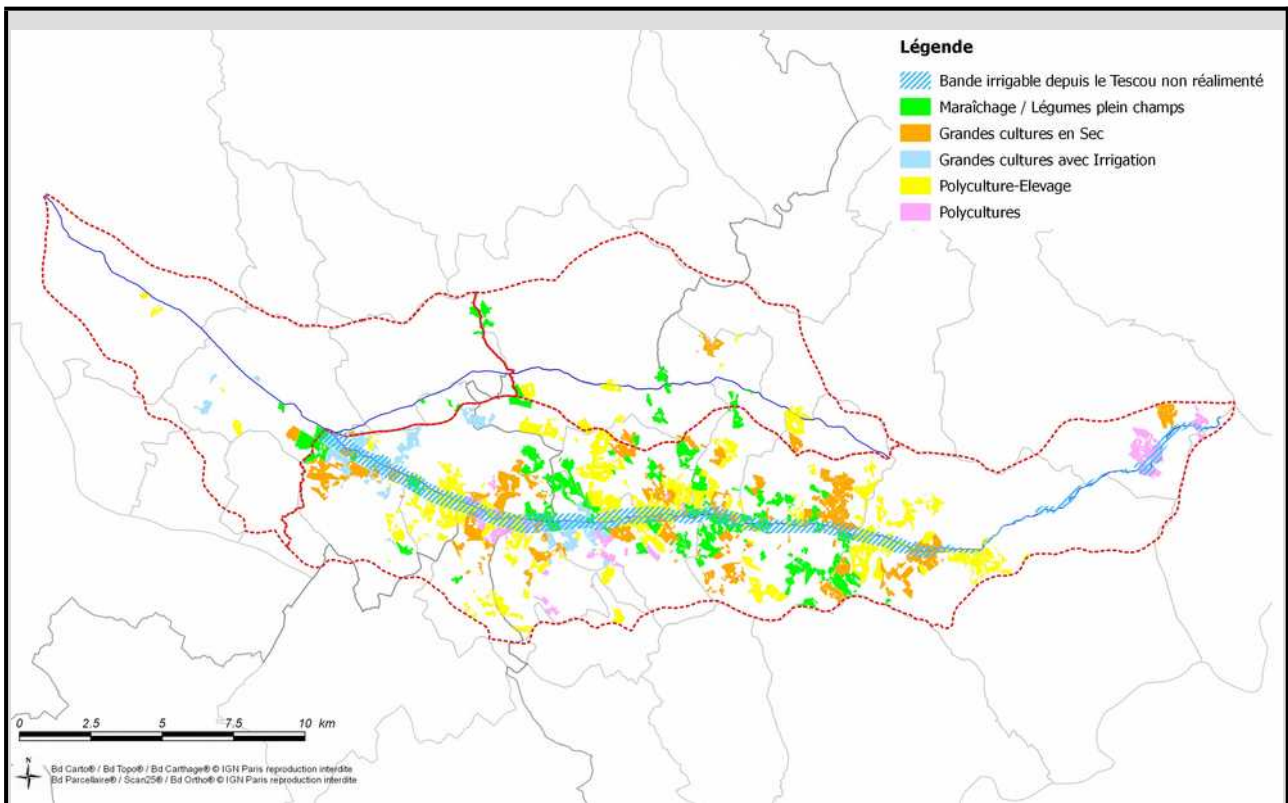 Légende
Bande irrigable depuis le Tescou non réalimenté
Maraîchage / Légumes plein champs
Grandes cultures en Sec
Grandes cultures avec Irrigation
Polyculture-Elevage
Polycultures
0 2.5 5 7.5 10 km
N
Bd Carto® / Bd Topo® / Bd Carthage® © IGN Paris reproduction interdite
Bd Parcellaire® / Scan25® / Bd Ortho® © IGN Paris reproduction interdite